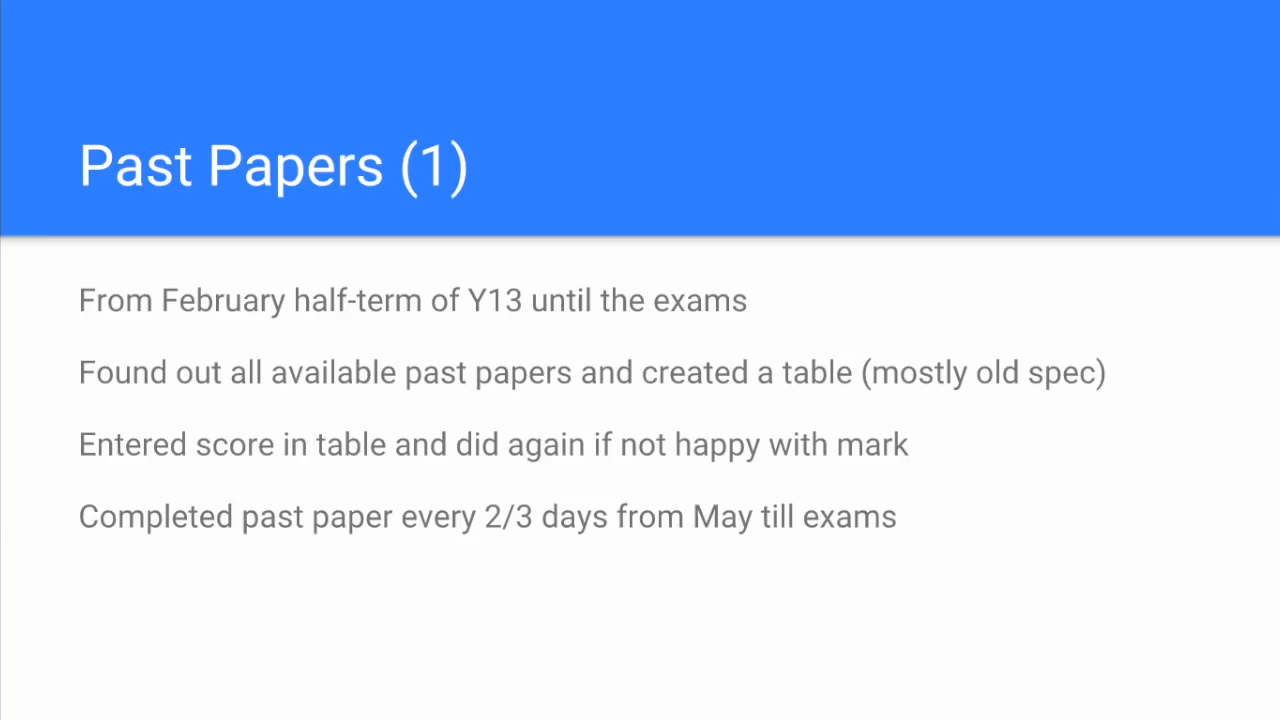 Past Papers (1)
From February half-term of Y13 until the exams
Found out all available past papers and created a table (mostly old spec)
Entered score in table and did again if not happy with mark
Completed past paper every 2/3 days from May till exams